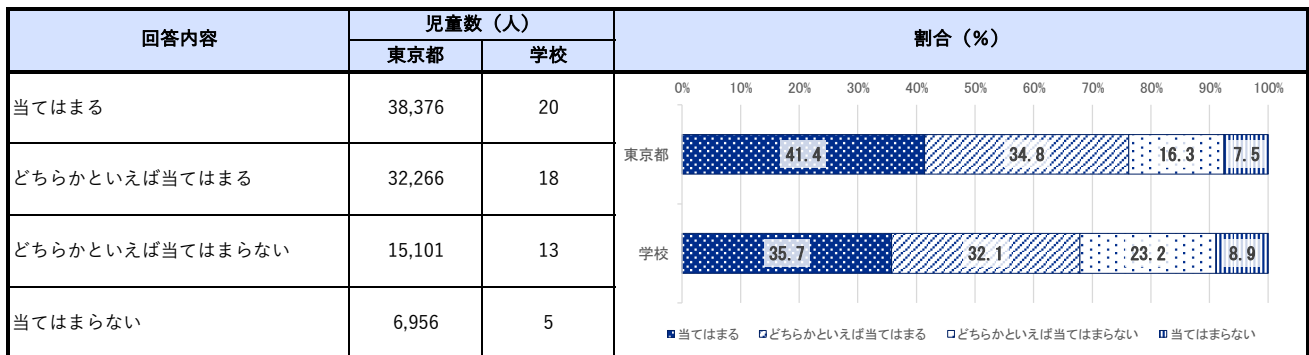 回答内容 児童数（人） 割合（%）
東京都 学校
当てはまる 38,376 20
どちらかといえば当てはまる 32,266 18
どちらかといえば当てはまらない 15,101 13
当てはまらない 6,956 5
0% 10% 20% 30% 40% 50% 60% 70% 80% 90% 100%
東京都 41.4 34.8 16.3 7.5
学校 35.7 32.1 23.2 8.9
当てはまる どちらかといえば当てはまる どちらかといえば当てはまらない 当てはまらない